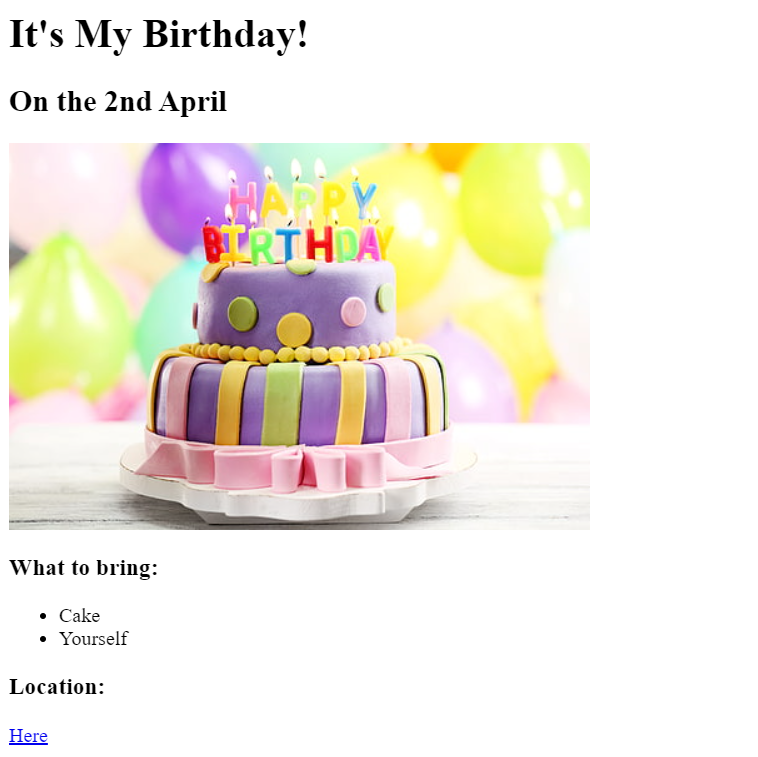 It's My Birthday!
On the 2nd April
HAPPY
BIRTHDAY
What to bring:
Cake
Yourself
Location:
Here